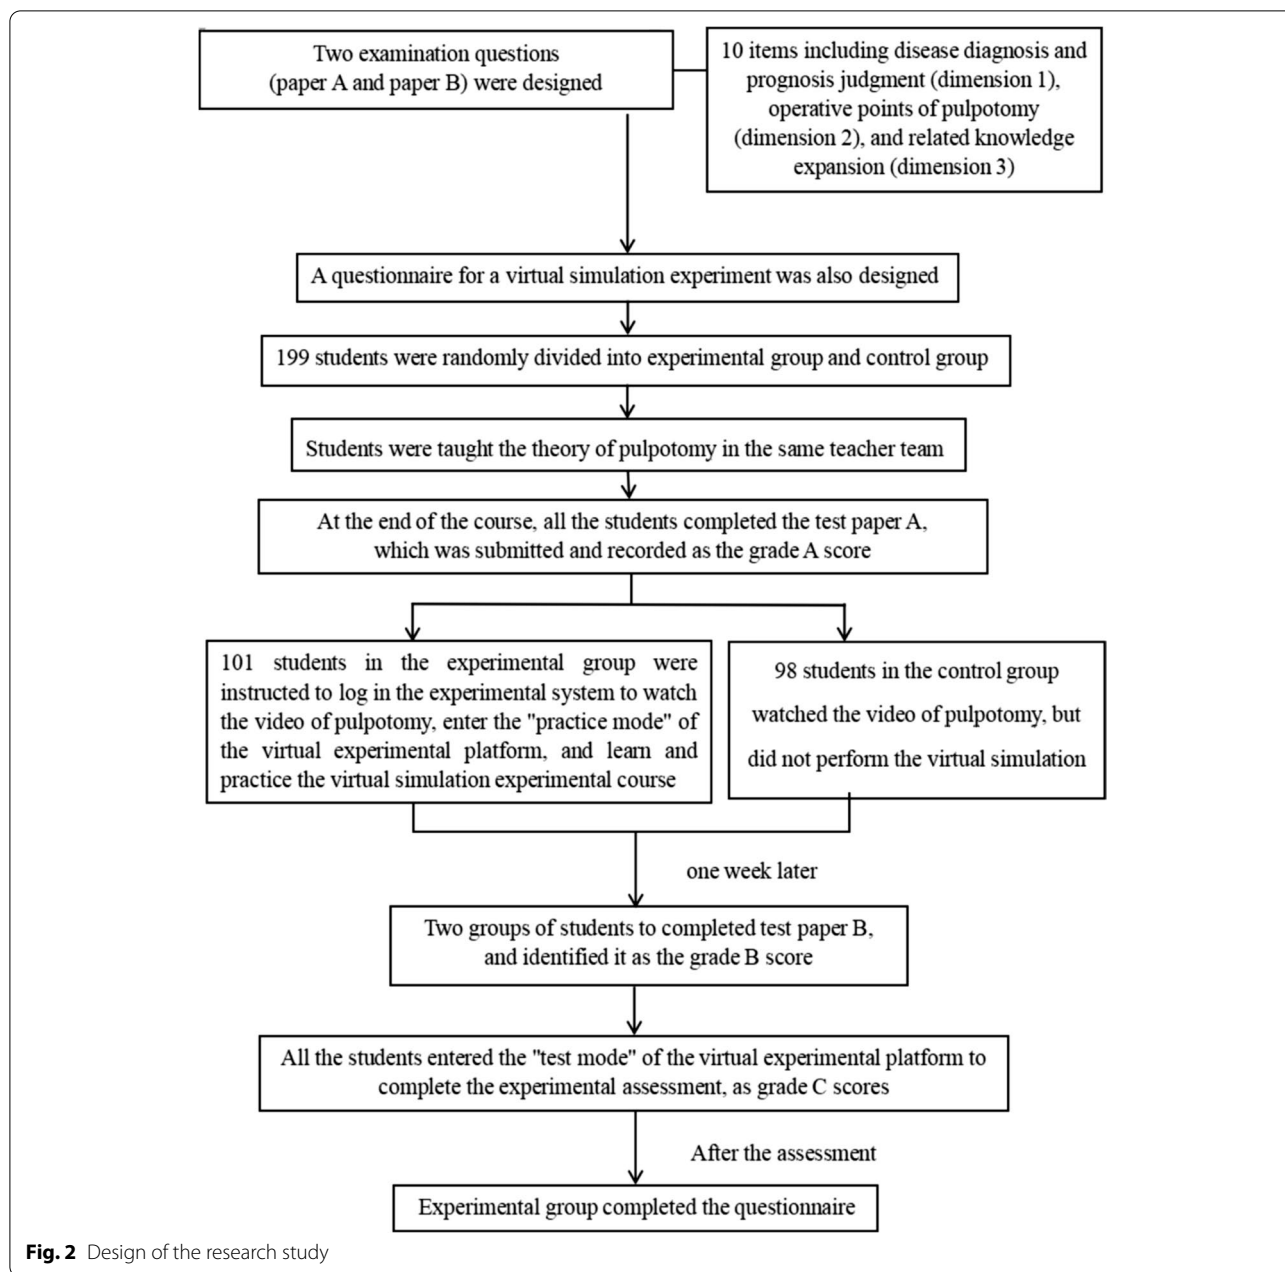 Two examination questions
(paper A and paper B) were designed
10 items including disease diagnosis and
prognosis judgment (dimension 1),
operative points of pulpotomy
(dimension 2), and related knowledge
expansion (dimension 3)
A questionnaire for a virtual simulation experiment was also designed
199 students were randomly divided into experimental group and control group
Students were taught the theory of pulpotomy in the same teacher team
At the end of the course, all the students completed the test paper A,
which was submitted and recorded as the grade A score
101 students in the experimental group were
instructed to log in the experimental system to watch
the video of pulpotomy, enter the "practice mode" of
the virtual experimental platform, and learn and
practice the virtual simulation experimental course
98 students in the control group
watched the video of pulpotomy, but
did not perform the virtual simulation
one week later
Two groups of students to completed test paper B,
and identified it as the grade B score
All the students entered the "test mode" of the virtual experimental platform to
complete the experimental assessment, as grade C scores
After the assessment
Experimental group completed the questionnaire
Fig. 2 Design of the research study